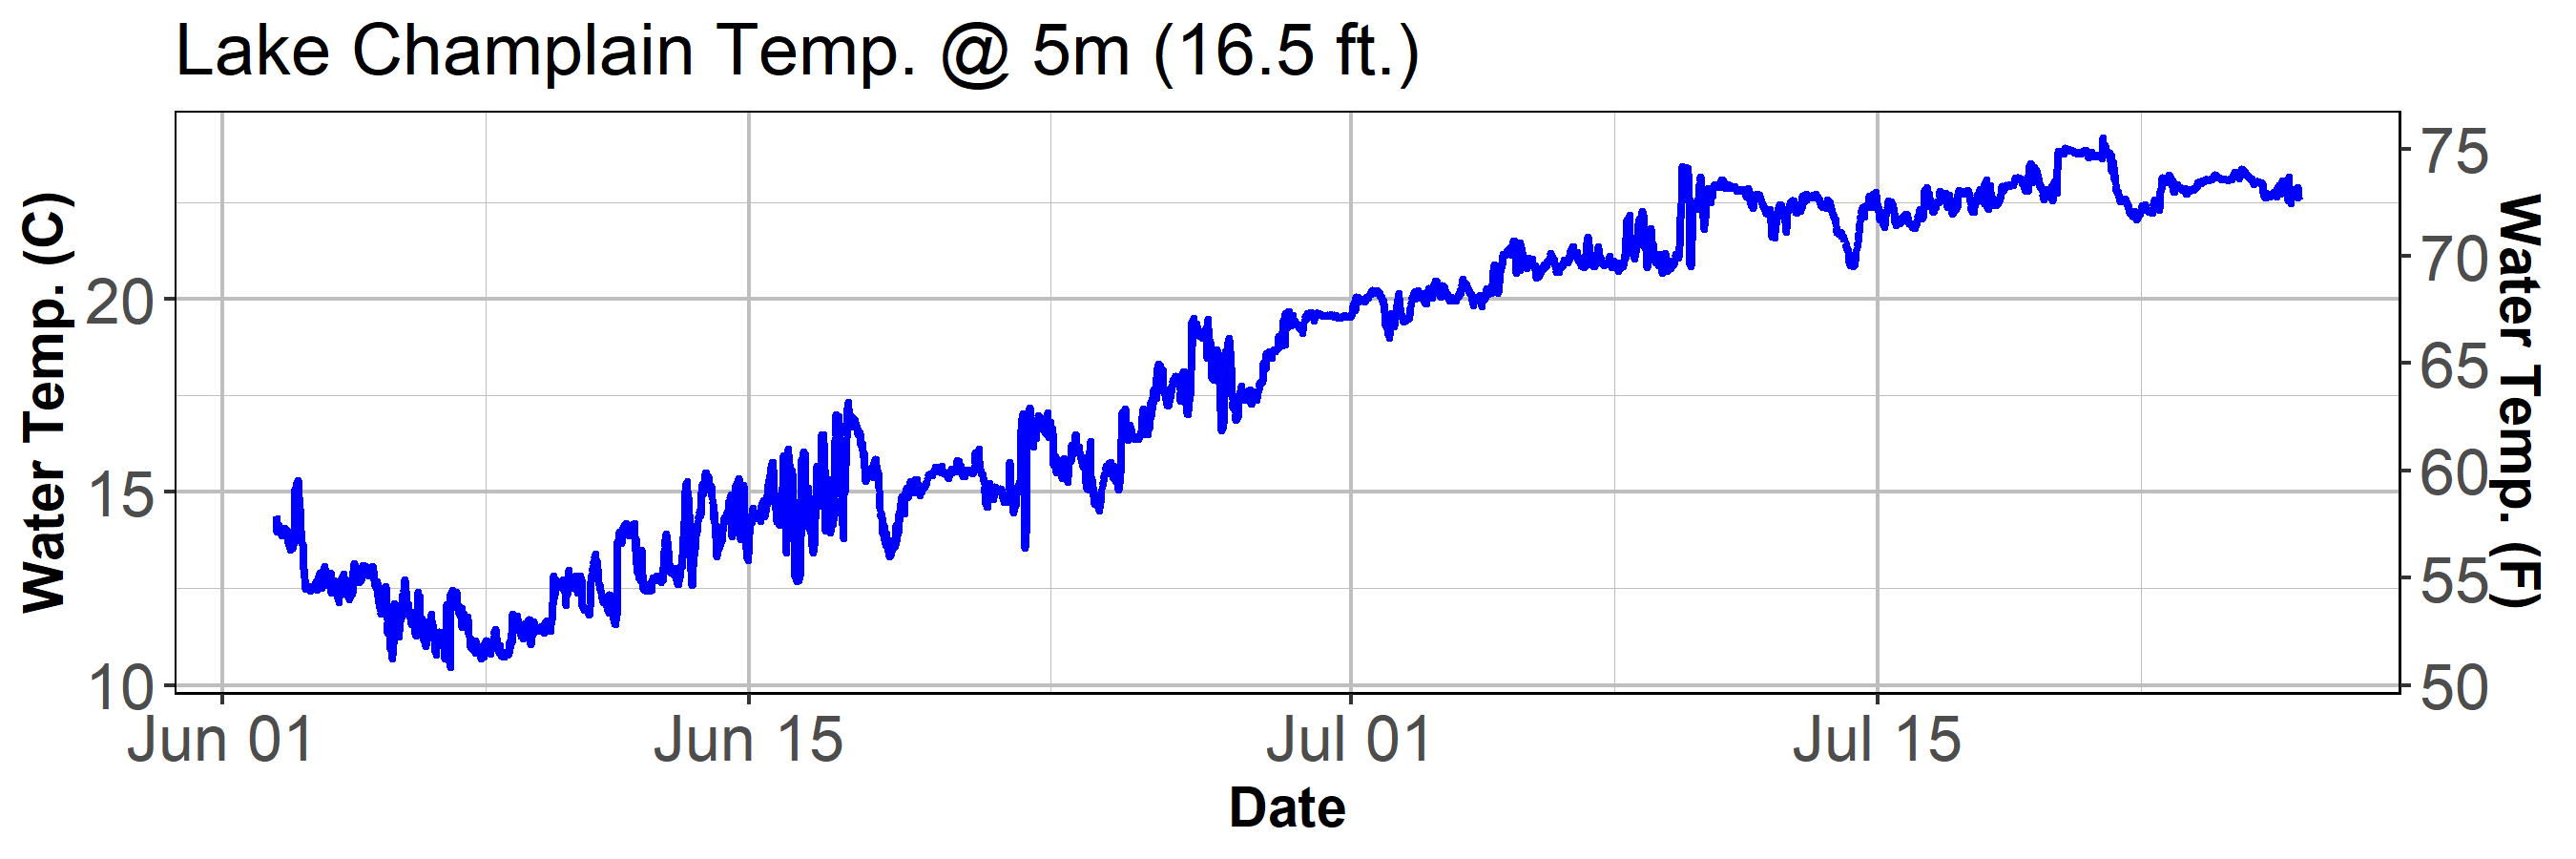 Lake Champlain Temp. @ 5m (16.5 ft.)
Water Temp. (C)
20
15
10
75
70
65
60
55
50
Water Temp. (F)
Jun 01
Jun 15
Jul 01
Jul 15
Date